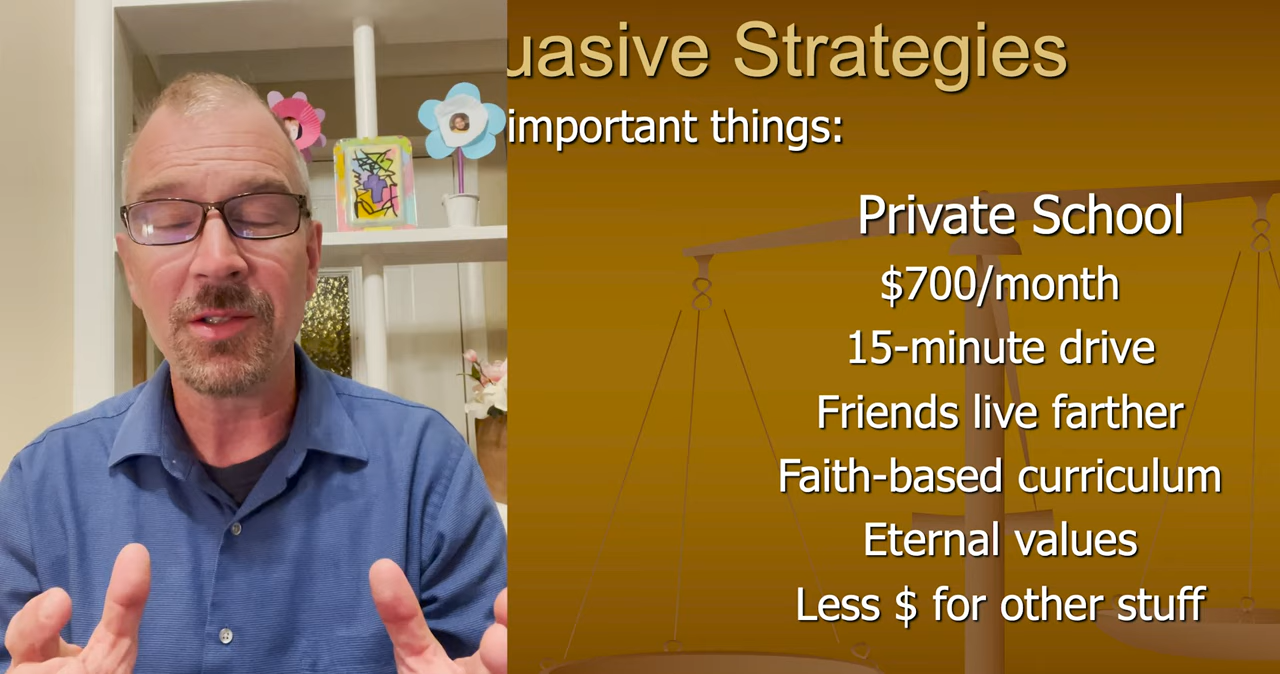 uasive Strategies
important things:
Private School
$700/month
15-minute drive
Friends live farther
Faith-based curriculum
Eternal values
Less $ for other stuff